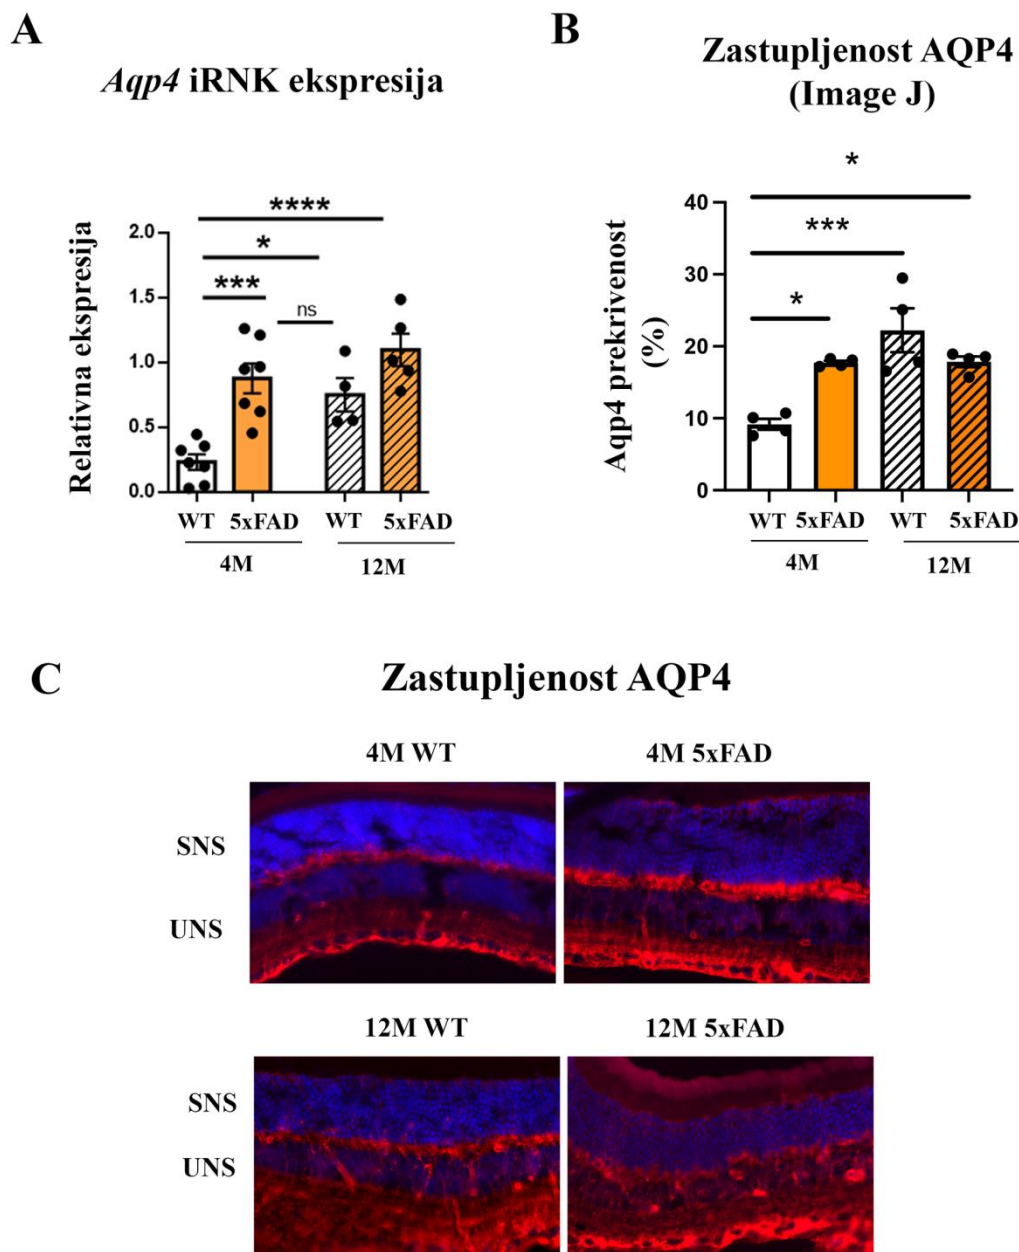 A
Aqp4 iRNK ekspresija
Relativna ekspresija
2.0
1.5
1.0
0.5
0.0
****
*
***
ns
WT 5xFAD WT 5xFAD
4M 12M
B
Zastupljenost AQP4
(Image J)
Aqp4 prekrivenost
(%)
40
30
20
10
0
*
***
*
WT 5xFAD WT 5xFAD
4M 12M
C
Zastupljenost AQP4
4M WT 4M 5xFAD
SNS
UNS
12M WT 12M 5xFAD
SNS
UNS